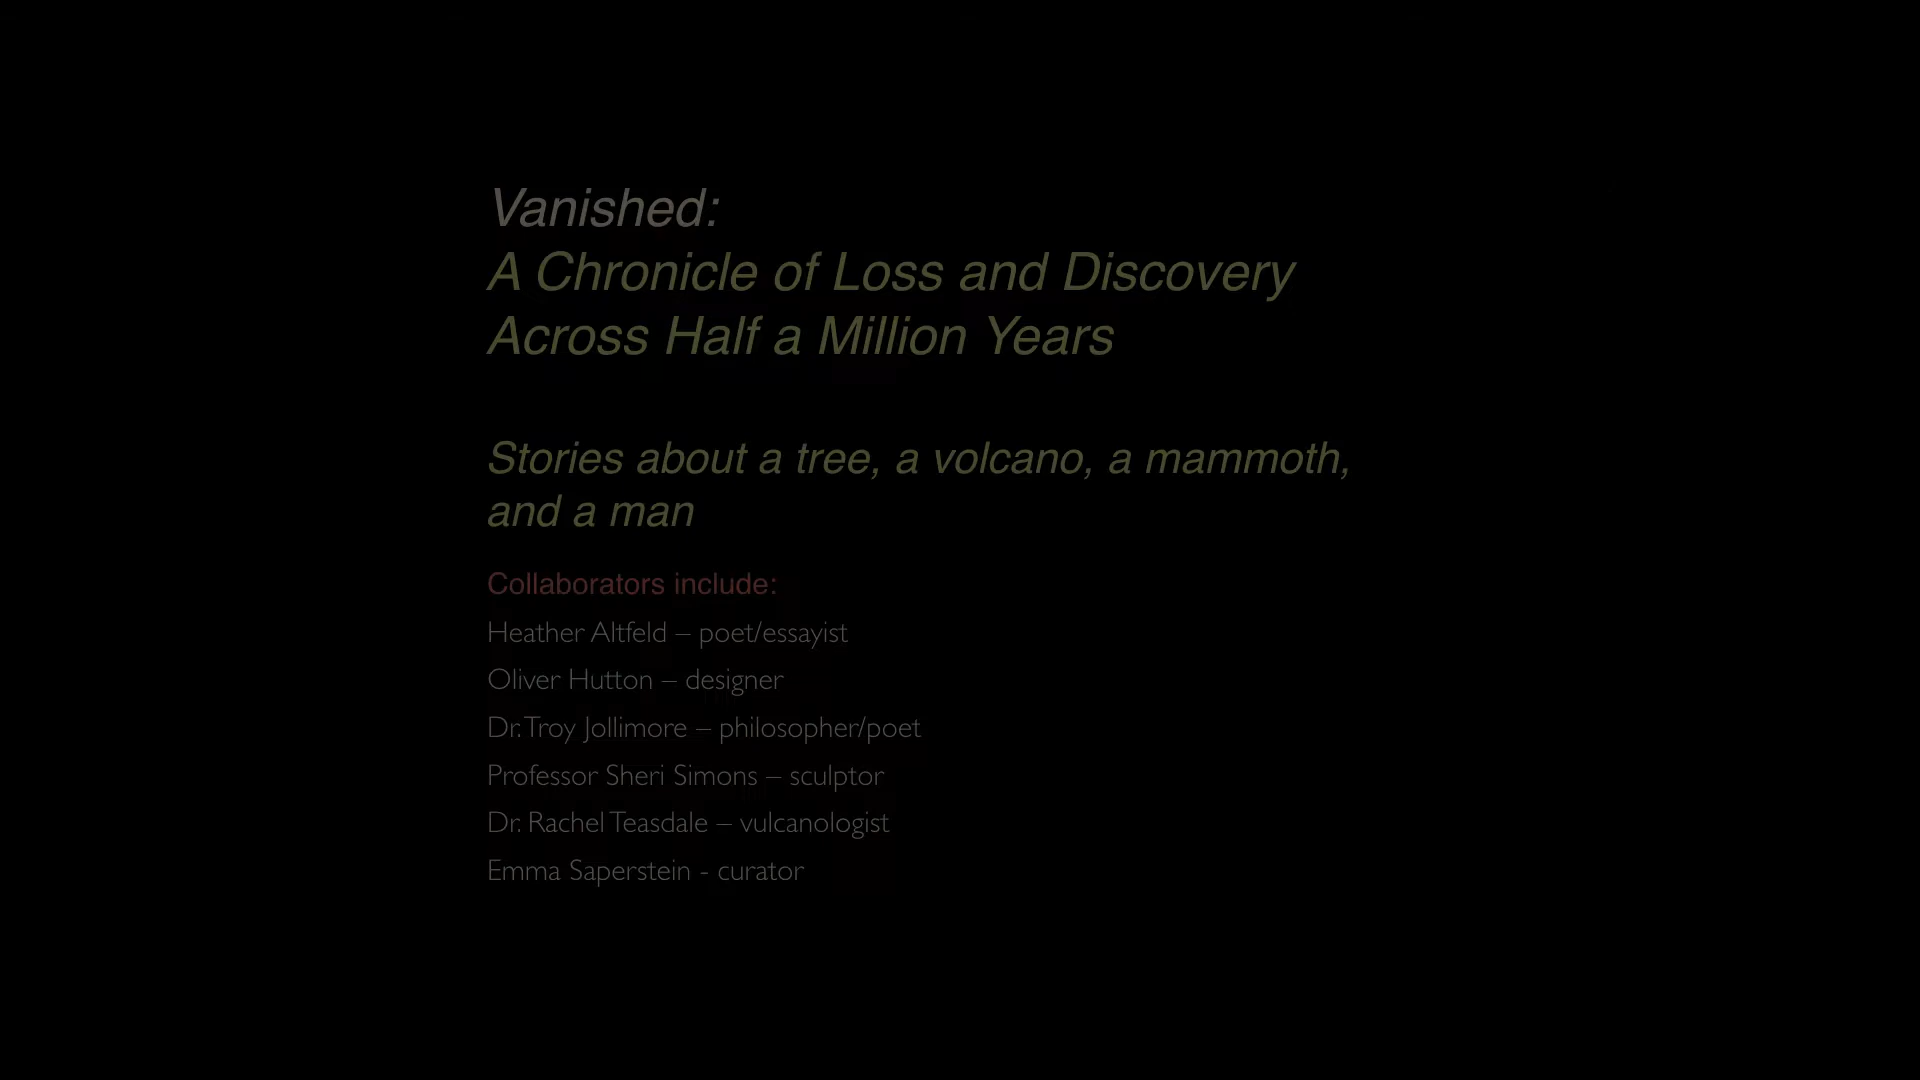 Vanished:
A Chronicle of Loss and Discovery
Across Half a Million Years
Stories about a tree, a volcano, a mammoth,
and a man
Collaborators include:
Heather Altfeld – poet/essayist
Oliver Hutton – designer
Dr. Troy Jollimore – philosopher/poet
Professor Sheri Simons – sculptor
Dr. Rachel Teasdale – vulcanologist
Emma Saperstein - curator